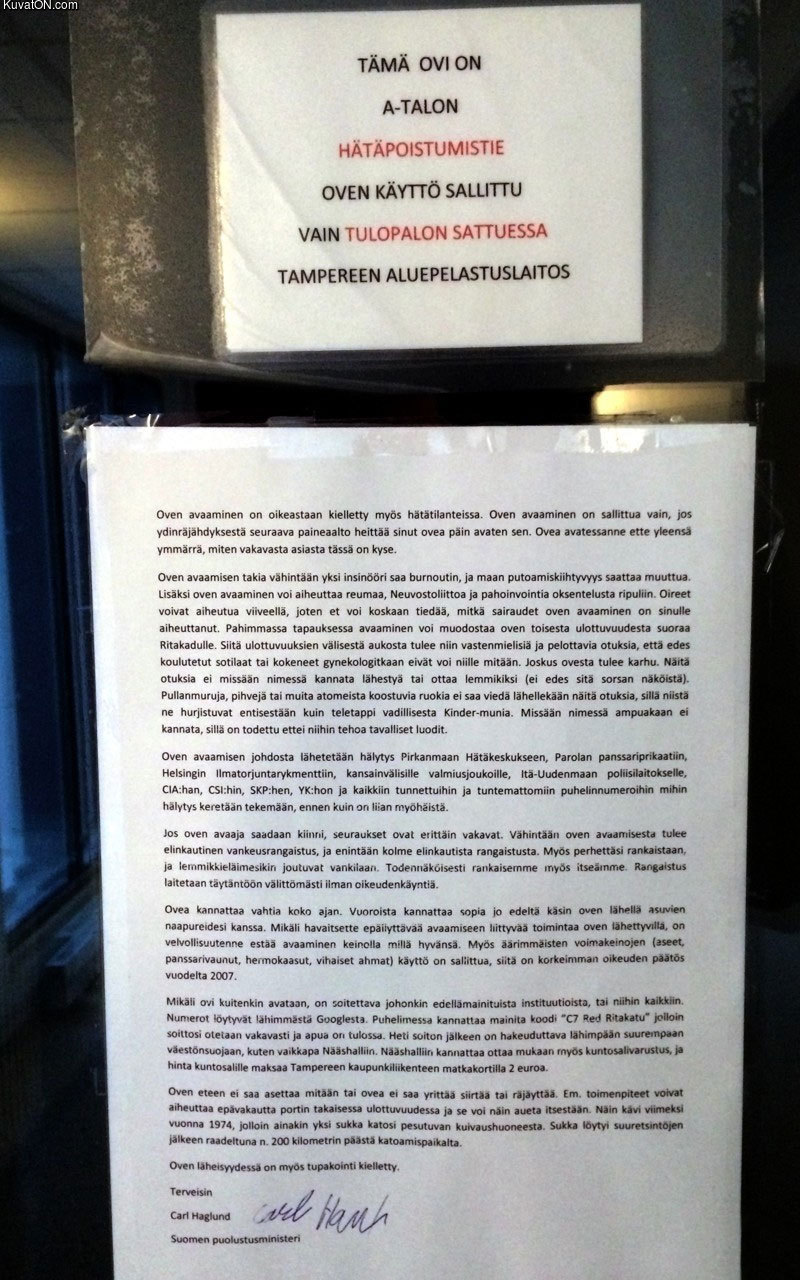 KuvatON.com
TÄMÄ OVI ON
A-TALON
HÄTÄPOISTUMISTIE
OVEN KÄYTTÖ SALLITTU
VAIN TULOPALON SATTUESSA
TAMPEREEN ALUEPELASTUSLAITOS
Oven avaaminen on oikeastaan kielletty myös hätätilanteissa. Oven avaaminen on sallittua vain, jos
ydinräjähdyksestä seuraava paineaalto heittää sinut ovea päin avaten sen. Ovea avatessanne ette yleensä
ymmärrä, miten vakavasta asiasta tässä on kyse.
Oven avaamisen takia vähintään yksi insinööri saa burnoutin, ja maan putoamiskiihtyvyys saattaa muuttua.
Lisäksi oven avaaminen voi aiheuttaa reumaa, Neuvostoliittoa ja pahoinvointia oksentelusta ripuliin. Oireet
voivat aiheutua viiveellä, joten et voi koskaan tiedää, mitkä sairaudet oven avaaminen on sinulle
aiheuttanut. Pahimmassa tapauksessa avaaminen voi muodostaa oven toisesta ulottuvuudesta suoraa
Ritakadulle. Siitä ulottuvuuksien välisestä aukosta tulee niin vastenmielisiä ja pelottavia otuksia, että edes
koulutetut sotilaat tai kokeneet gynekologitkaan eivät voi niille mitään. Joskus ovesta tulee karhu. Näitä
otuksia ei missään nimessä kannata lähestyä tai ottaa lemmikiksi (ei edes sitä sorsan näköistä).
Pullanmuruja, pihvejä tai muita atomeista koostuvia ruokia ei saa viedä lähellekään näitä otuksia, sillä niistä
ne hurjistuvat entisestään kuin teletappi vadillisesta Kinder-munia. Missään nimessä ampuakaan ei
kannata, sillä on todettu ettei niihin tehoa tavalliset luodit.
Oven avaamisen johdosta lähetetään hälytys Pirkanmaan Hätäkeskukseen, Parolan panssaripriikaatiin,
Helsingin Ilmatorjuntarykmenttiin, kansainvälisille valmiusjoukoille, Itä-Uudenmaan poliisilaitokselle,
CIA:han, CSI:hin, SKP:hen, YK:hon ja kaikkiin tunnettuihin ja tuntemattomiin puhelinnumeroihin mihin
hälytys keretään tekemään, ennen kuin on liian myöhäistä.
Jos oven avaaja saadaan kiinni, seuraukset ovat erittäin vakavat. Vähintään oven avaamisesta tulee
elinkautinen vankeusrangaistus, ja enintään kolme elinkautista rangaistusta. Myös perhettäsi rankaistaan,
ja lemmikkieläimesikin joutuvat vankilaan. Todennäköisesti rankaisemme myös itseämme. Rangaistus
laitetaan täytäntöön välittömästi ilman oikeudenkäyntiä.
Ovea kannattaa vahtia koko ajan. Vuoroista kannattaa sopia jo edeltä käsin oven lähellä asuvien
naapureidesi kanssa. Mikäli havaitsette epäilyttävää avaamiseen liittyvää toimintaa oven lähettyvillä, on
velvollisuutenne estää avaaminen keinolla millä hyvänsä. Myös äärimmäisten voimakeinojen (aseet,
panssarivaunut, hermokaasut, vihaiset ahmat) käyttö on sallittua, siitä on korkeimman oikeuden päätös
vuodelta 2007.
Mikäli ovi kuitenkin avataan, on soitettava johonkin edellämainituista instituutioista, tai niihin kaikkiin.
Numerot löytyvät lähimmästä Googlesta. Puhelimessa kannattaa mainita koodi "C7 Red Ritakatu" jolloin
soittosi otetaan vakavasti ja apua on tulossa. Heti soiton jälkeen on hakeuduttava lähimpään suurempaan
väestönsuojaan, kuten vaikkapa Nääshalliin. Nääshalliin kannattaa ottaa mukaan myös kuntosalivarustus, ja
hinta kuntosalille maksaa Tampereen kaupunkiliikenteen matkakortilla 2 euroa.
Oven eteen ei saa asettaa mitään tai ovea ei saa yrittää siirtää tai räjäyttää. Em. toimenpiteet voivat
aiheuttaa epävakautta portin takaisessa ulottuvuudessa ja se voi näin aueta itsestään. Näin kävi viimeksi
vuonna 1974, jolloin ainakin yksi sukka katosi pesutuvan kuivaushuoneesta. Sukka löytyi suuretsintöjen
jälkeen raadeltuna n. 200 kilometrin päästä katoamispaikalta.
Oven läheisyydessä on myös tupakointi kielletty.
Terveisin
Carl Haglund
Suomen puolustusministeri